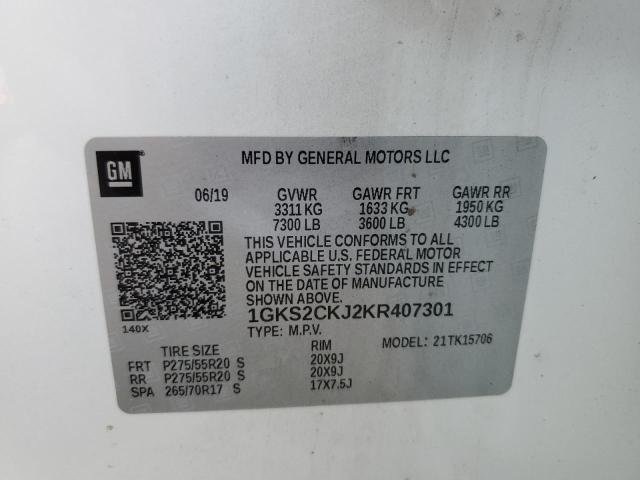 GM
MFD BY GENERAL MOTORS LLC
06/19 GVWR GAWR FRT GAWR RR
3311 KG 1633 KG 1950 KG
7300 LB 3600 LB 4300 LB
THIS VEHICLE CONFORMS TO ALL
APPLICABLE U.S. FEDERAL MOTOR
VEHICLE SAFETY STANDARDS IN EFFECT
ON THE DATE OF MANUFACTURE
SHOWN ABOVE.
140X
1GKS2CKJ2KR407301
TYPE: M.P.V. MODEL: 21TK15706
TIRE SIZE RIM
FRT P275/55R20 S 20X9J
RR P275/55R20 S 20X9J
SPA 265/70R17 S 17X7.5J